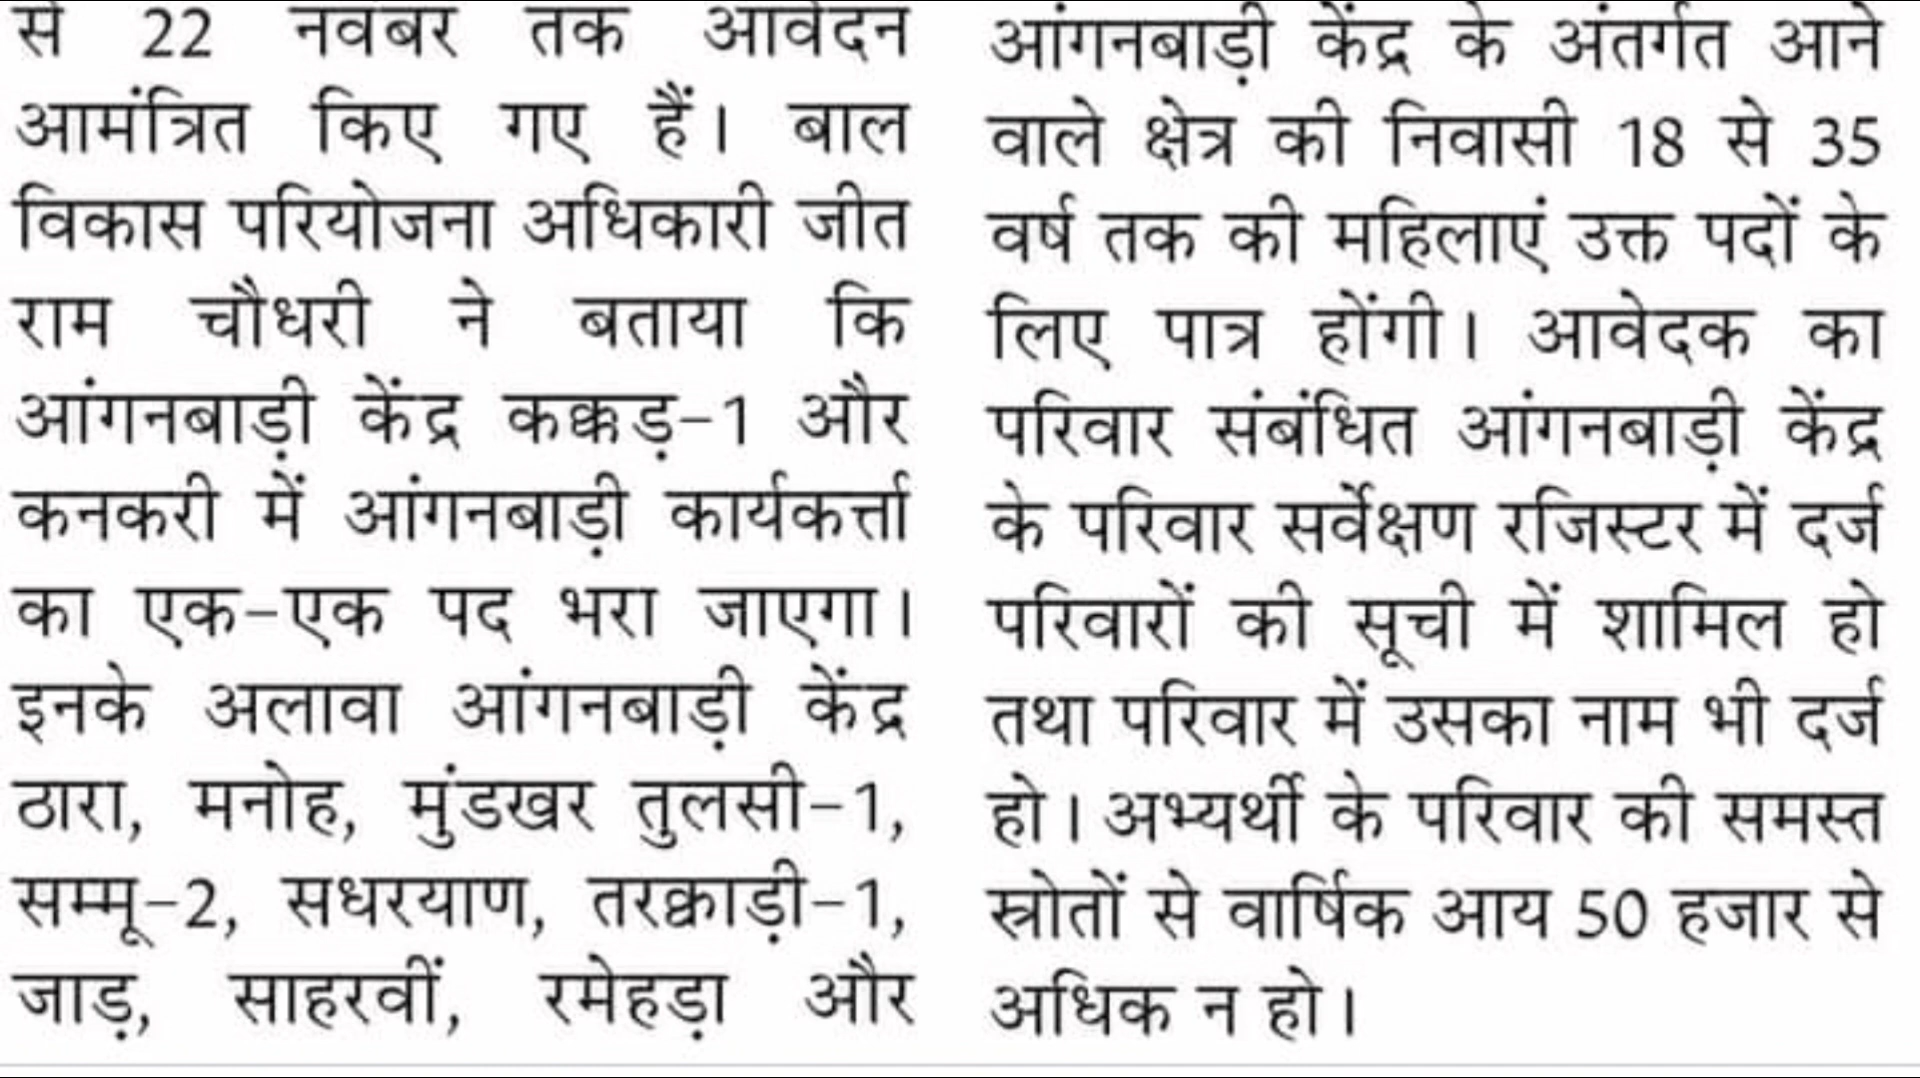 से 22 नवंबर तक आवेदन
आमंत्रित किए गए हैं। बाल
विकास परियोजना अधिकारी जीत
राम चौधरी ने बताया कि
आंगनबाड़ी केंद्र कक्कड़-1 और
कनकरी में आंगनबाड़ी कार्यकर्त्ता
का एक-एक पद भरा जाएगा।
इनके अलावा आंगनबाड़ी केंद्र
ठारा, मनोह, मुंडखर तुलसी-1,
सम्मू-2, सधरयाण, तरक्वाड़ी-1,
जाड़, साहरवीं, रमेहड़ा और
आंगनबाड़ी केंद्र के अंतर्गत आने
वाले क्षेत्र की निवासी 18 से 35
वर्ष तक की महिलाएं उक्त पदों के
लिए पात्र होंगी। आवेदक का
परिवार संबंधित आंगनबाड़ी केंद्र
के परिवार सर्वेक्षण रजिस्टर में दर्ज
परिवारों की सूची में शामिल हो
तथा परिवार में उसका नाम भी दर्ज
हो। अभ्यर्थी के परिवार की समस्त
स्रोतों से वार्षिक आय 50 हजार से
अधिक न हो।